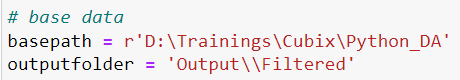 # base data
basepath = r'D:\Trainings\Cubix\Python_DA'
outputfolder = 'Output\\Filtered'